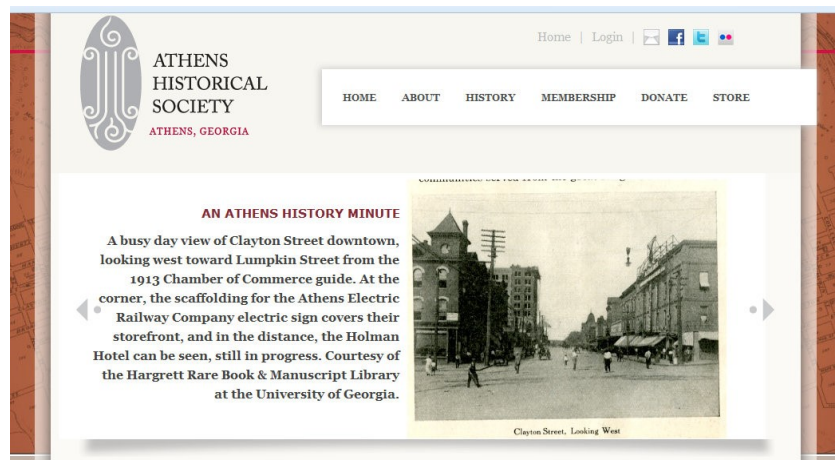 Home | Login |
ATHENS
HISTORICAL
SOCIETY
ATHENS, GEORGIA
HOME ABOUT HISTORY MEMBERSHIP DONATE STORE
AN ATHENS HISTORY MINUTE
A busy day view of Clayton Street downtown,
looking west toward Lumpkin Street from the
1913 Chamber of Commerce guide. At the
corner, the scaffolding for the Athens Electric
Railway Company electric sign covers their
storefront, and in the distance, the Holman
Hotel can be seen, still in progress. Courtesy of
the Hargrett Rare Book & Manuscript Library
at the University of Georgia.
Clayton Street, Looking West